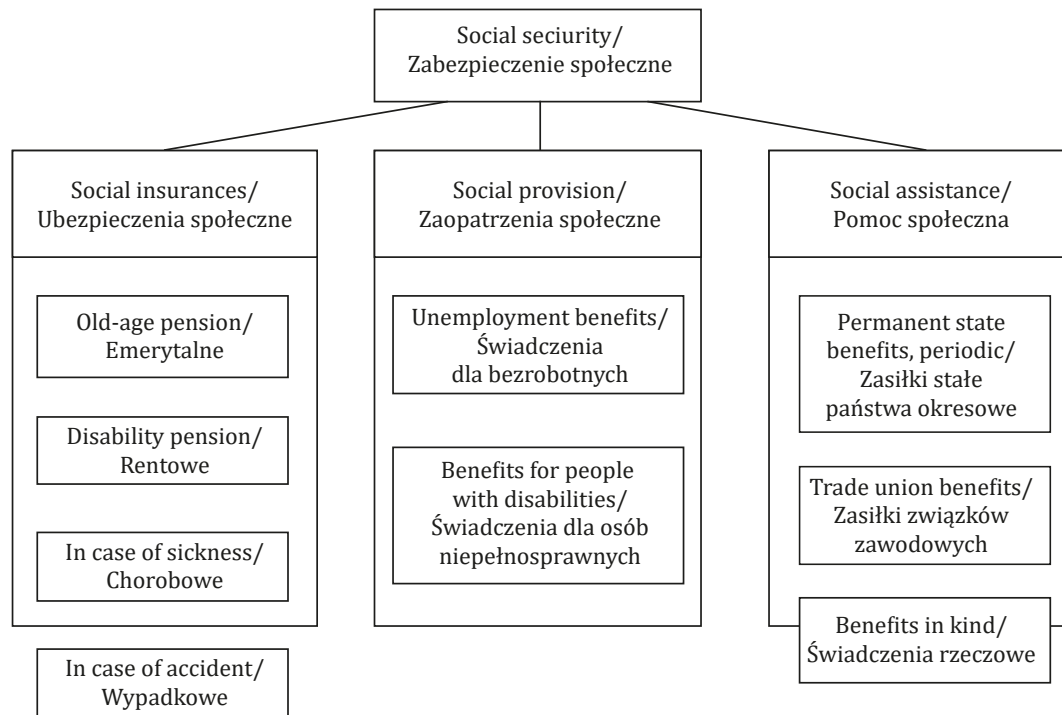 Social seciurity/
Zabezpieczenie społeczne
Social insurances/
Ubezpieczenia społeczne
Old-age pension/
Emerytalne
Disability pension/
Rentowe
In case of sickness/
Chorobowe
In case of accident/
Wypadkowe
Social provision/
Zaopatrzenia społeczne
Unemployment benefits/
Świadczenia
dla bezrobotnych
Benefits for people
with disabilities/
Świadczenia dla osób
niepełnosprawnych
Social assistance/
Pomoc społeczna
Permanent state
benefits, periodic/
Zasiłki stałe
państwa okresowe
Trade union benefits/
Zasiłki związków
zawodowych
Benefits in kind/
Świadczenia rzeczowe